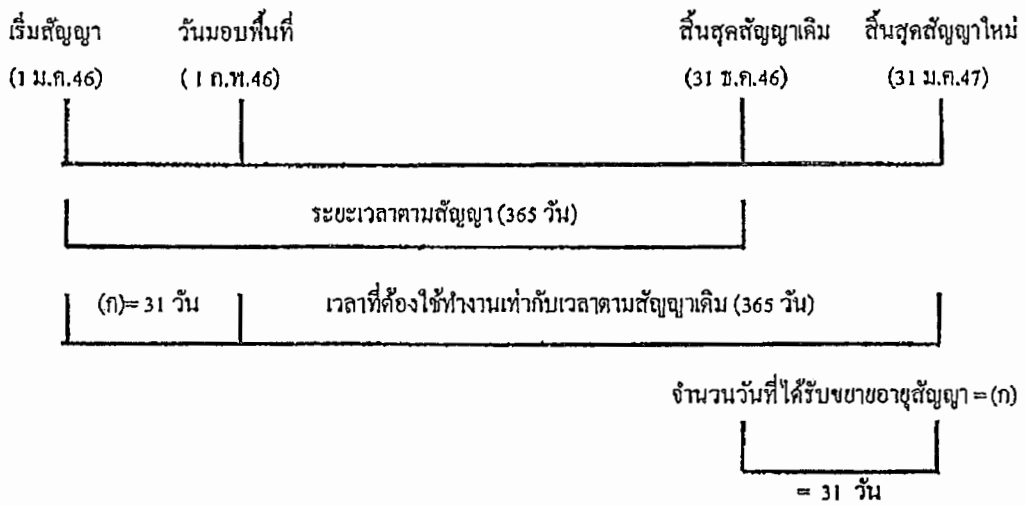 เริ่มสัญญา วันมอบพื้นที่ สิ้นสุดสัญญาเดิม สิ้นสุดสัญญาใหม่
(1 ม.ค.46) ( 1 ก.พ.46) (31 ธ.ค.46) (31 ม.ค.47)
ระยะเวลาตามสัญญา (365 วัน)
(ก)= 31 วัน เวลาที่ต้องใช้ทำงานเท่ากับเวลาตามสัญญาเดิม (365 วัน)
จำนวนวันที่ได้รับขยายอายุสัญญา = (ก)
= 31 วัน